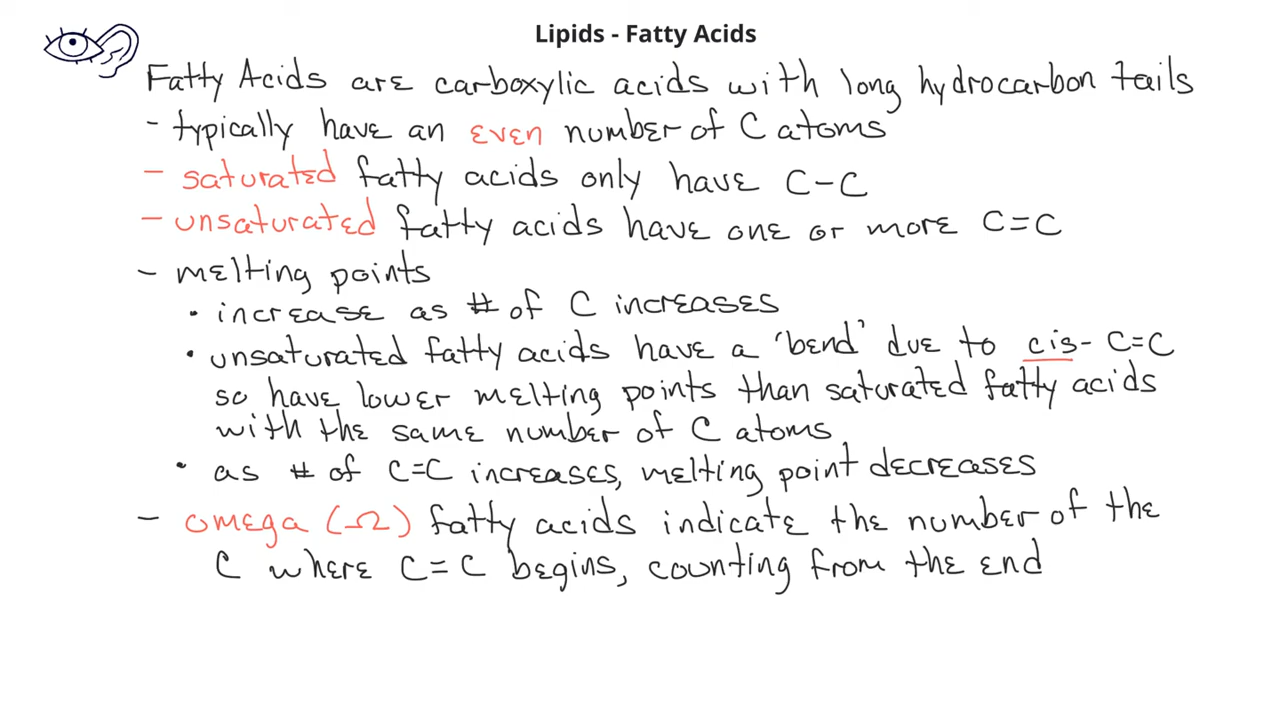 Lipids - Fatty Acids
Fatty Acids are carboxylic acids with long hydrocarbon tails
- typically have an even number of C atoms
- saturated fatty acids only have C-C
- unsaturated fatty acids have one or more C=C
- melting points
• increase as # of C increases
• unsaturated fatty acids have a 'bend' due to cis- C=C
so have lower melting points than saturated fatty acids
with the same number of C atoms
• as # of C=C increases, melting point decreases
- omega (Ω) fatty acids indicate the number of the
C where C=C begins, counting from the end